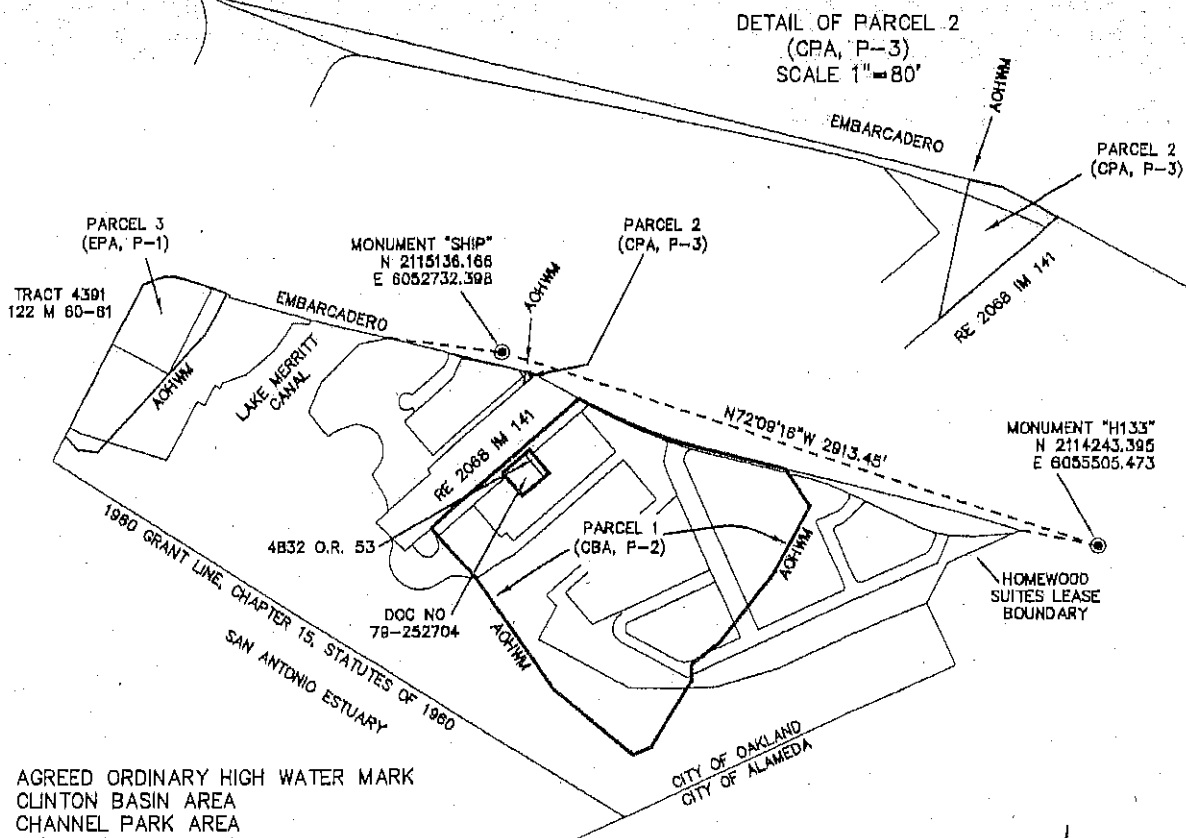 DETAIL OF PARCEL 2
(CPA, P-3)
SCALE 1"=80'
AOHWM
EMBARCADERO
PARCEL 2
(CPA, P-3)
RE 2068 IM 141
PARCEL 3
(EPA, P-1)
TRACT 4391
122 M 60-61
AOHWM
EMBARCADERO
LAKE MERRITT
CANAL
MONUMENT "SHIP"
N 2115136.166
E 6052732.398
AOHWM
PARCEL 2
(CPA, P-3)
N72°09'16"W 2913.45'
MONUMENT "H133"
N 2114243.395
E 6055505.473
RE 2068 IM 141
4832 O.R. 53
PARCEL 1
(CBA, P-2)
AOHWM
HOMEWOOD
SUITES LEASE
BOUNDARY
DOC NO
79-252704
AOHWM
1960 GRANT LINE, CHAPTER 15, STATUTES OF 1960
SAN ANTONIO ESTUARY
CITY OF OAKLAND
CITY OF ALAMEDA
AGREED ORDINARY HIGH WATER MARK
CLINTON BASIN AREA
CHANNEL PARK AREA